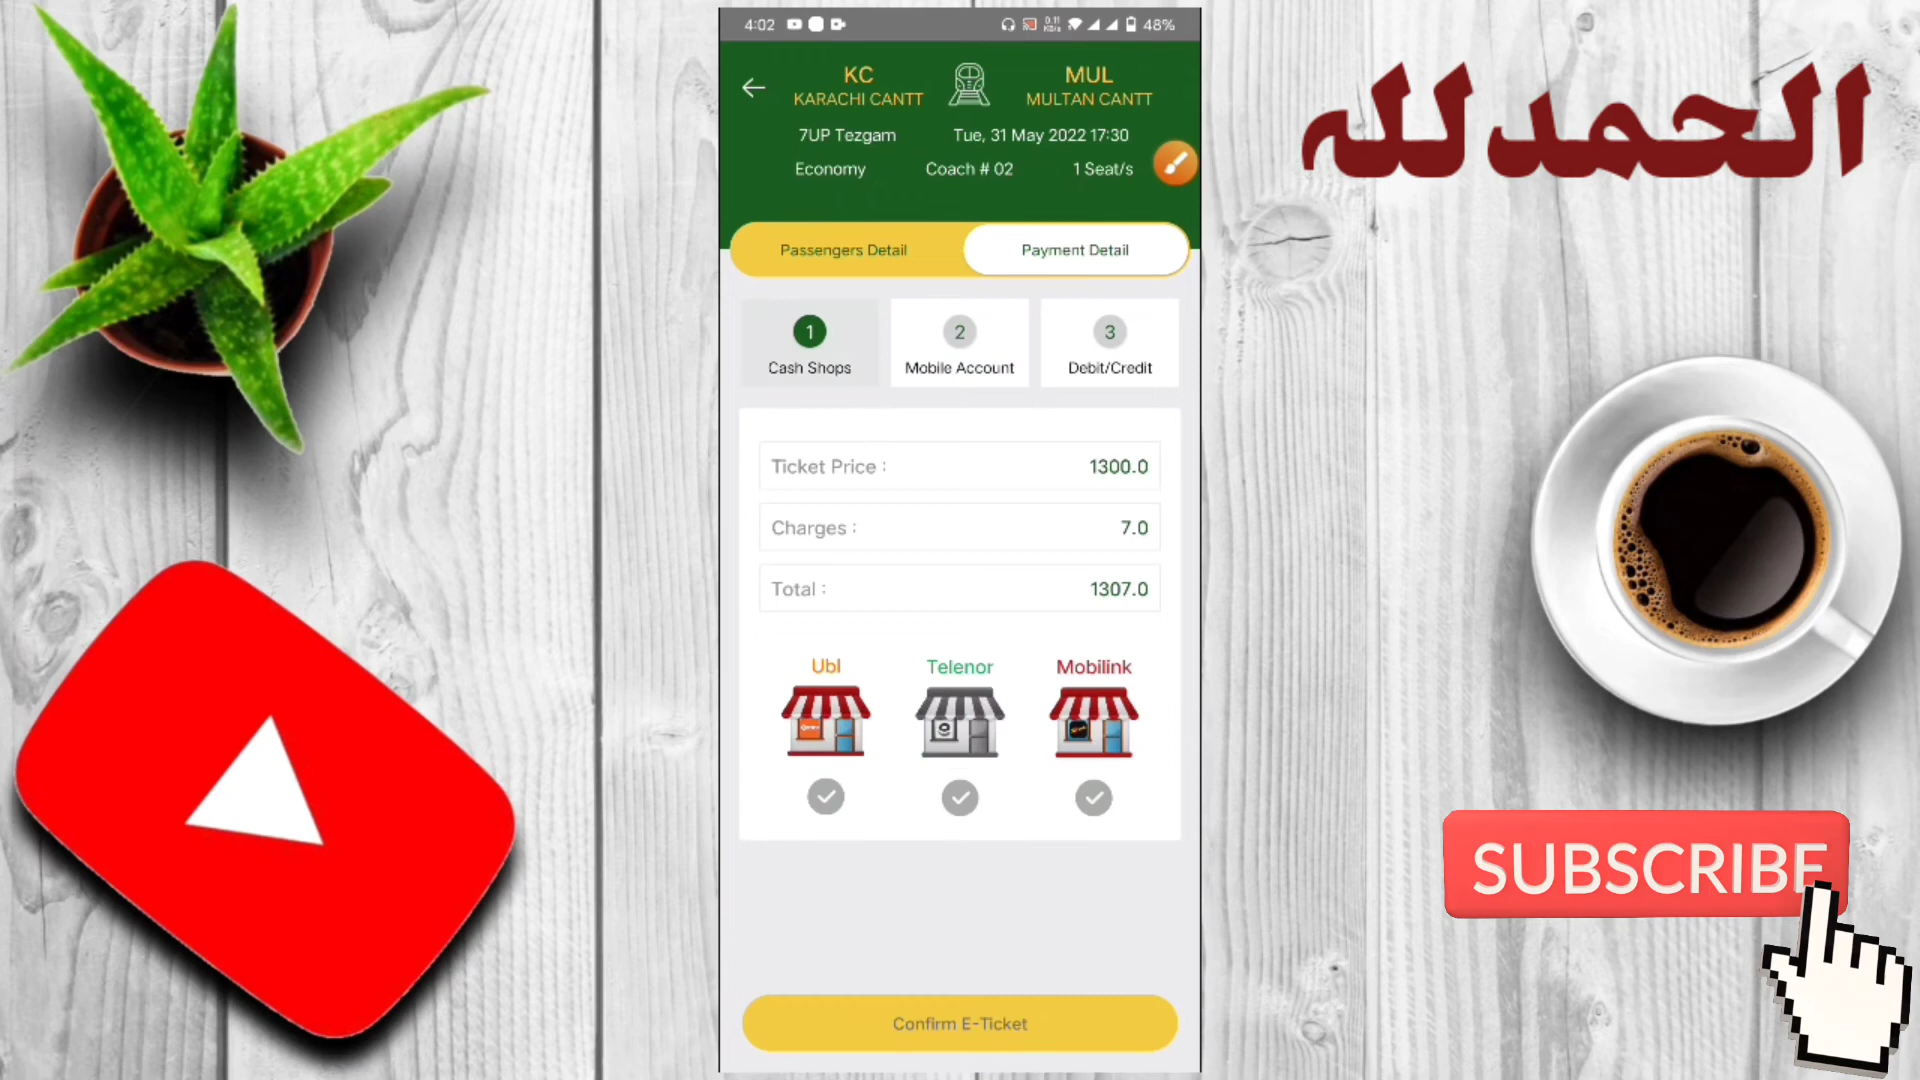 4:02
0.11
48%
KC
KARACHI CANTT
MUL
MULTAN CANTT
7UP Tezgam
Tue, 31 May 2022 17:30
Economy
Coach # 02
1 Seat/s
Passengers Detail
Payment Detail
1
Cash Shops
2
Mobile Account
3
Debit/Credit
Ticket Price :
1300.0
Charges :
7.0
Total :
1307.0
Ubl
Telenor
Mobilink
Confirm E-Ticket
الحمدلله
SUBSCRIBE